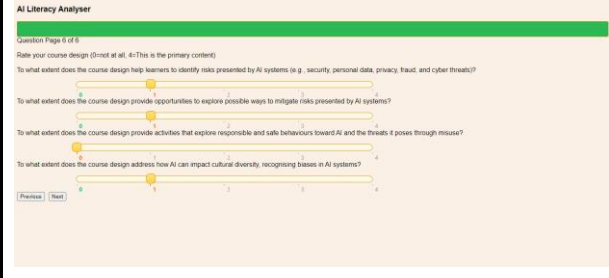 AI Literacy Analyser
Question Page 6 of 6
Rate your course design (0=not at all, 4=This is the primary content)
To what extent does the course design help learners to identify risks presented by AI systems (e.g., security, personal data, privacy, fraud, and cyber threats)?
0 1 2 3 4
To what extent does the course design provide opportunities to explore possible ways to mitigate risks presented by AI systems?
0 1 2 3 4
To what extent does the course design provide activities that explore responsible and safe behaviours toward AI and the threats it poses through misuse?
0 1 2 3 4
To what extent does the course design address how AI can impact cultural diversity, recognising biases in AI systems?
0 1 2 3 4
Previous Next